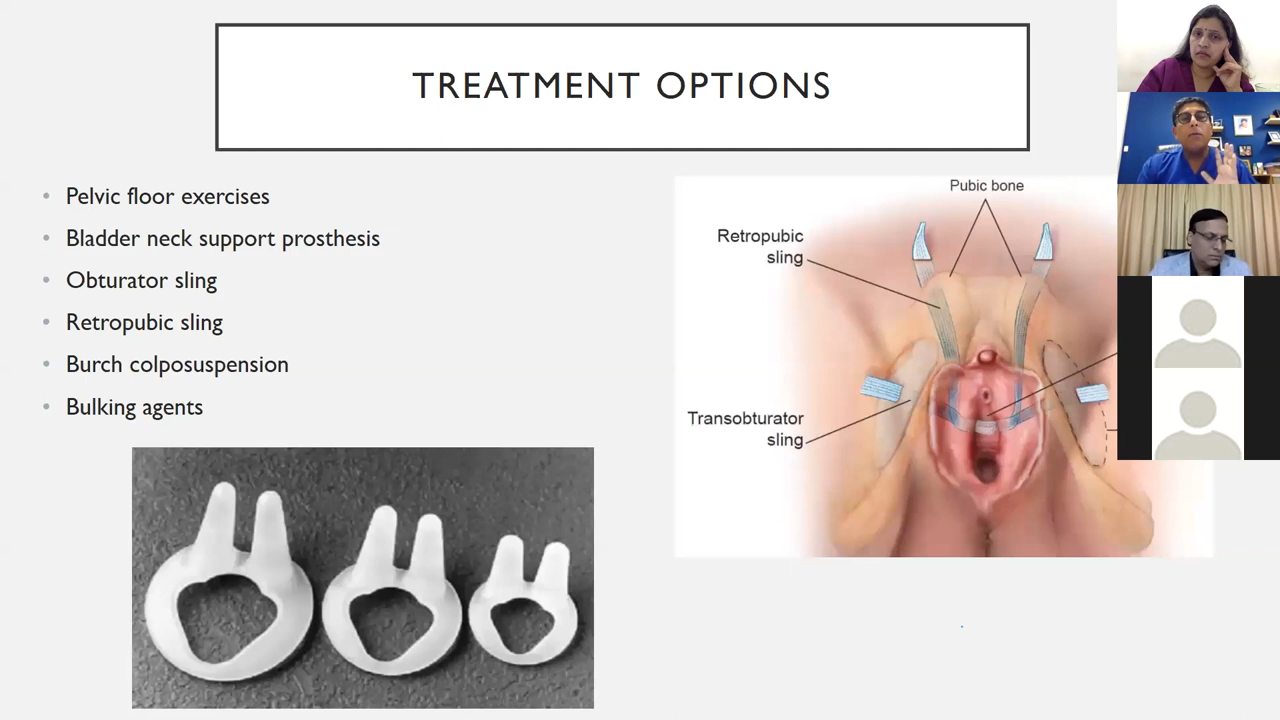 TREATMENT OPTIONS
• Pelvic floor exercises
• Bladder neck support prosthesis
• Obturator sling
• Retropubic sling
• Burch colposuspension
• Bulking agents
Pubic bone
Retropubic
sling
Transobturator
sling